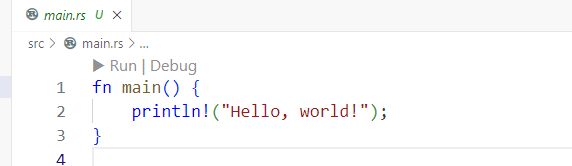 main.rs U
src > main.rs > ...
Run | Debug
1 fn main() {
2     println!("Hello, world!");
3 }
4